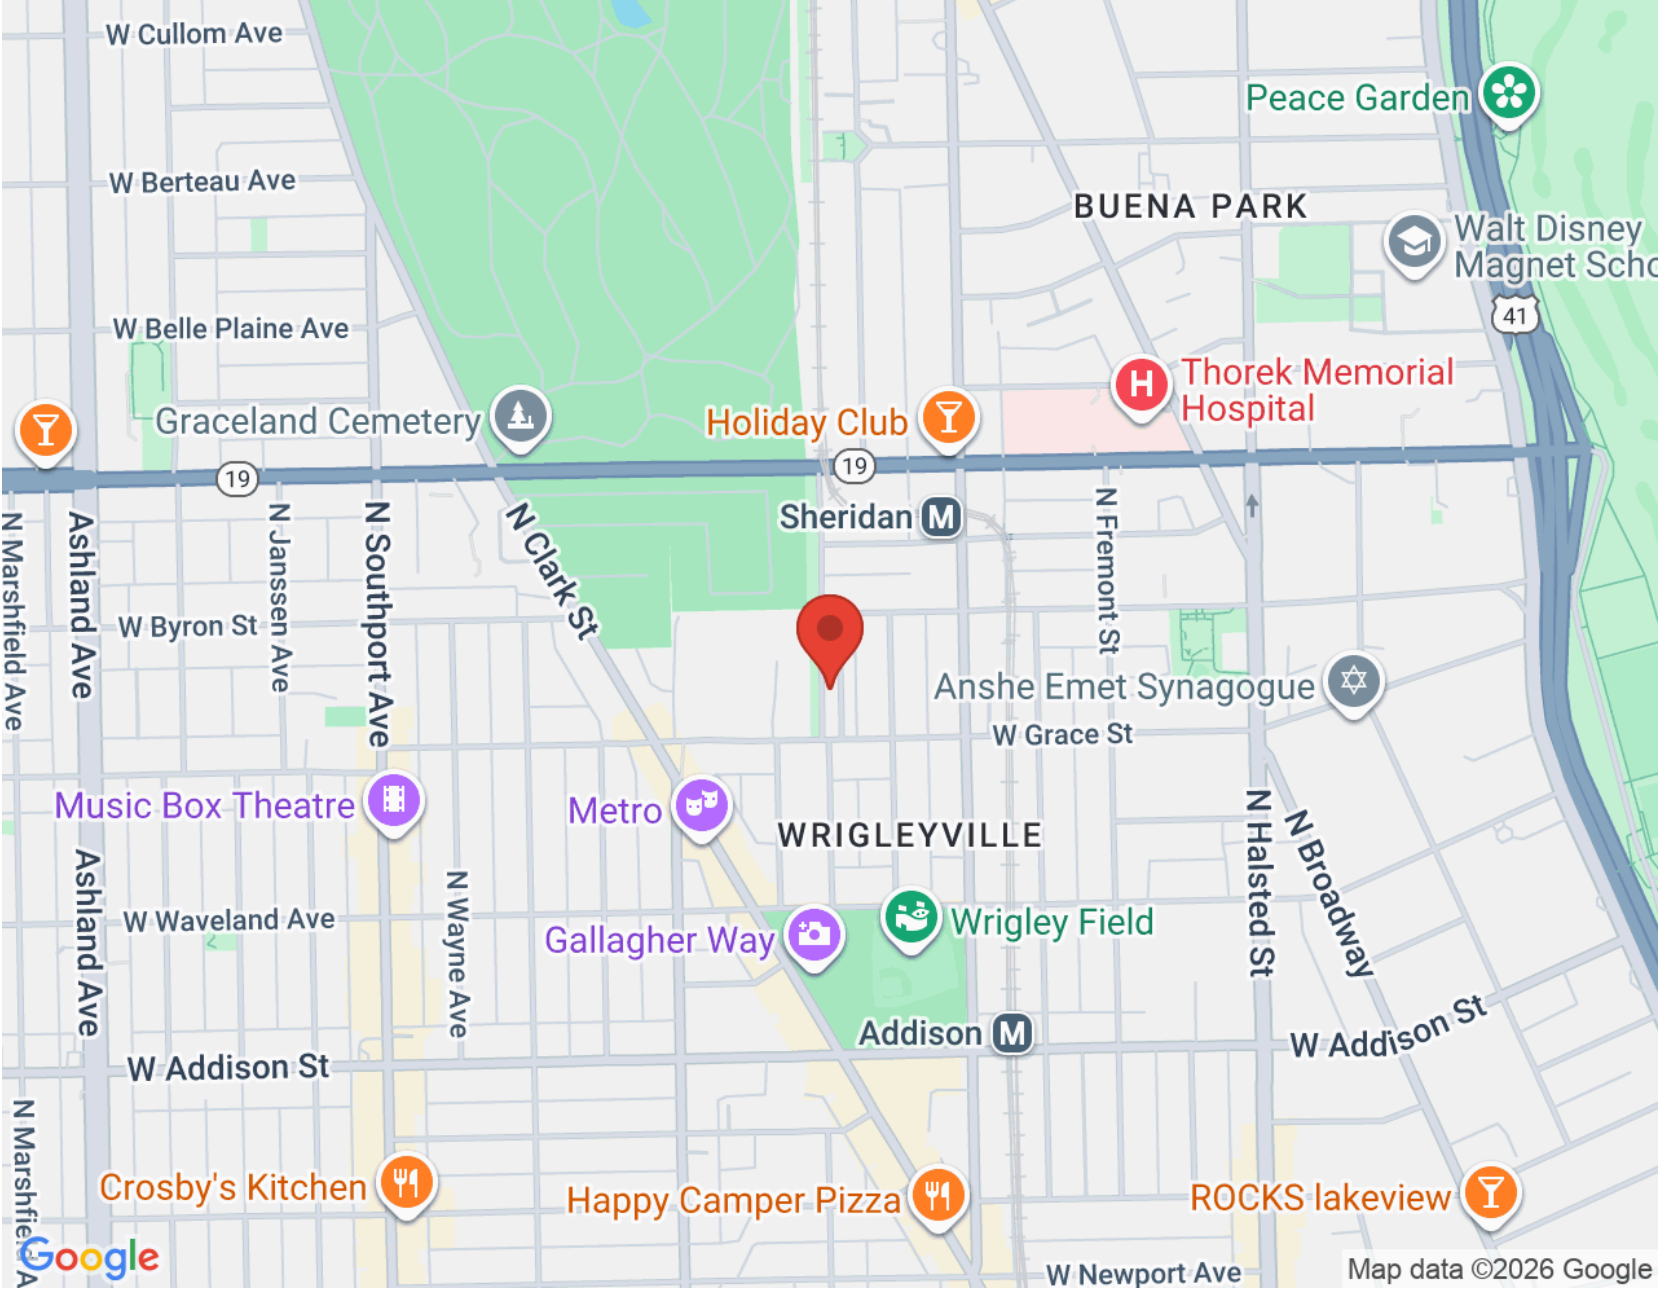 W Cullom Ave
Peace Garden
W Berteau Ave
BUENA PARK
Walt Disney
Magnet Scho
41
W Belle Plaine Ave
Thorek Memorial
Hospital
H
Graceland Cemetery
Holiday Club
19
19
Sheridan M
N Marshfield Ave
Ashland Ave
N Janssen Ave
N Southport Ave
N Clark St
N Fremont St
W Byron St
Anshe Emet Synagogue
W Grace St
Music Box Theatre
Metro
WRIGLEYVILLE
N Halsted St
N Broadway
Ashland Ave
N Wayne Ave
W Waveland Ave
Gallagher Way
Wrigley Field
Addison M
W Addison St
W Addison St
N Marshfield A
Crosby's Kitchen
Happy Camper Pizza
ROCKS lakeview
Google
W Newport Ave
Map data ©2026 Google